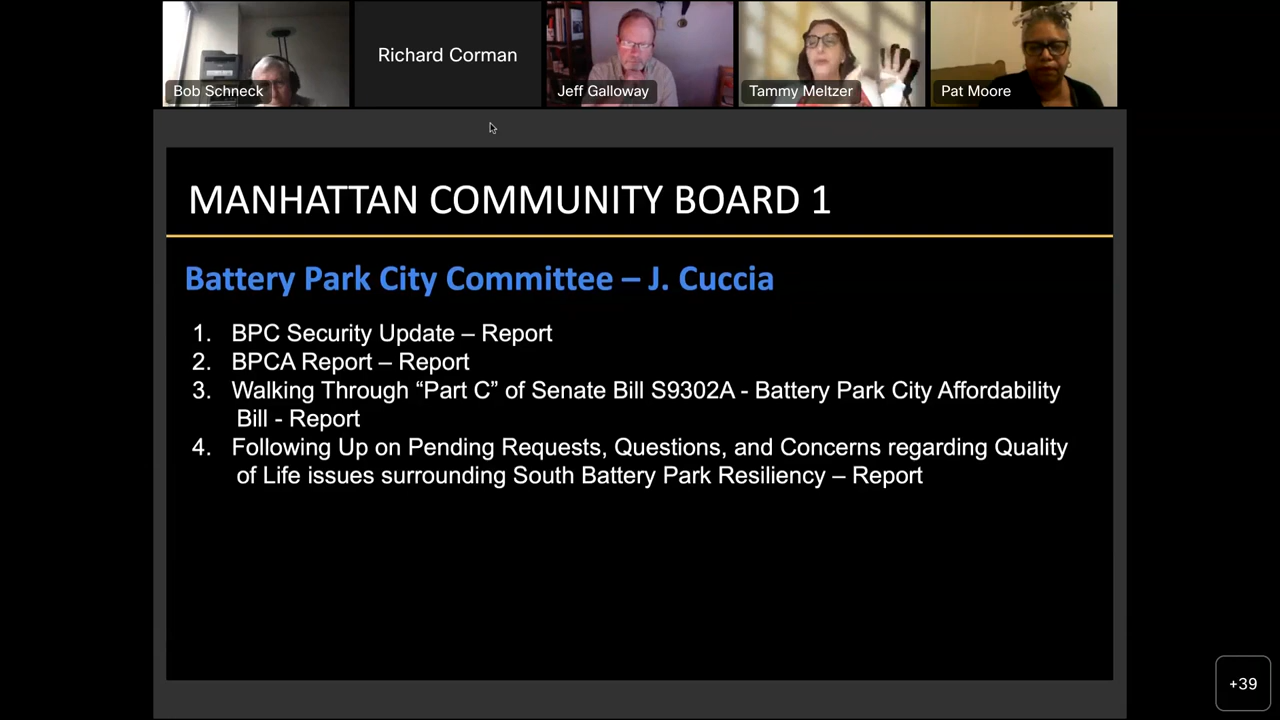 Bob Schneck
Richard Corman
Jeff Galloway
Tammy Meltzer
Pat Moore
MANHATTAN COMMUNITY BOARD 1
Battery Park City Committee – J. Cuccia
1. BPC Security Update – Report
2. BPCA Report – Report
3. Walking Through “Part C” of Senate Bill S9302A - Battery Park City Affordability
Bill - Report
4. Following Up on Pending Requests, Questions, and Concerns regarding Quality
of Life issues surrounding South Battery Park Resiliency – Report
+39